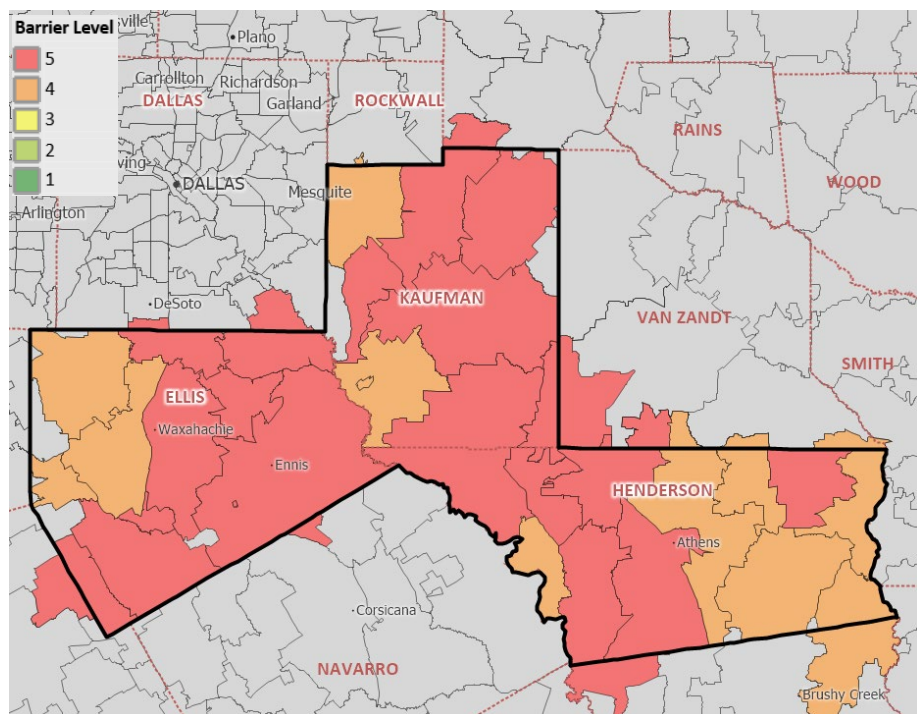 Barrier Level
5
4
3
2
1
Plano
Carrollton
Richardson
Garland
DALLAS
ROCKWALL
RAINS
WOOD
DALLAS
Mesquite
Arlington
DeSoto
KAUFMAN
VAN ZANDT
SMITH
ELLIS
Waxahachie
Ennis
HENDERSON
Athens
Corsicana
NAVARRO
Brushy Creek